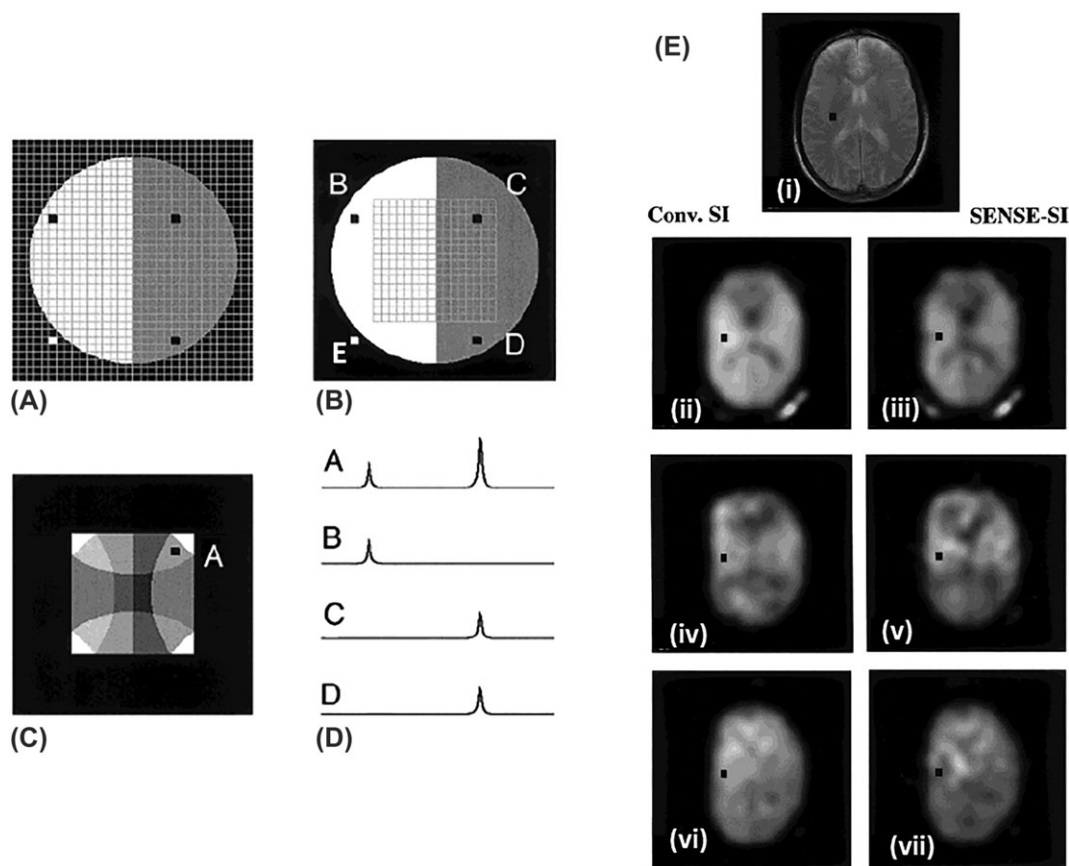 (E)
(i)
Conv. SI
SENSE-SI
B
C
E
D
(A)
(B)
(ii)
(iii)
A
A
B
C
D
(C)
(D)
(iv)
(v)
(vi)
(vii)